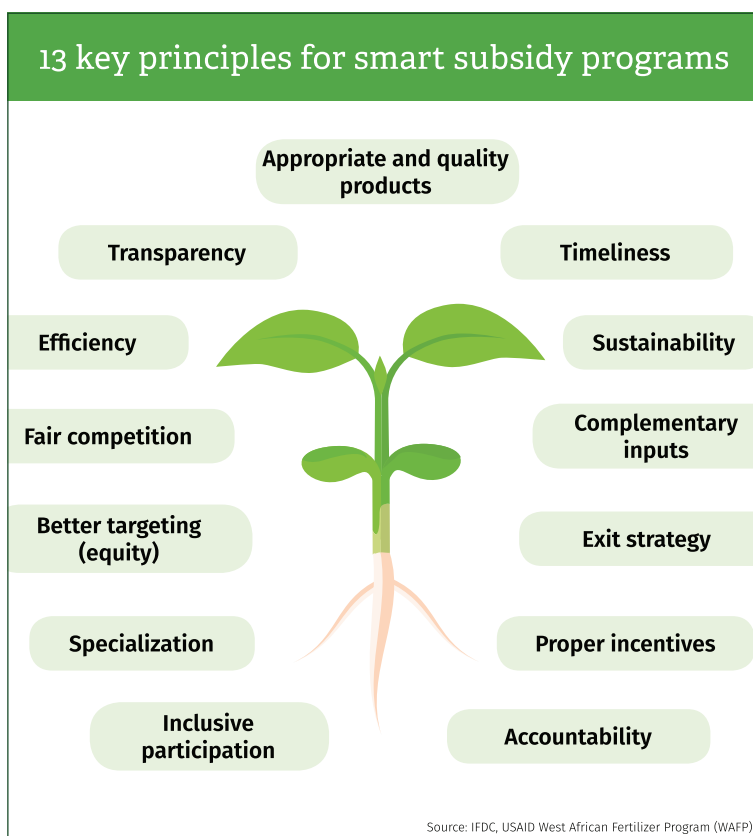 13 key principles for smart subsidy programs
Appropriate and quality
products
Transparency
Timeliness
Efficiency
Sustainability
Fair competition
Complementary
inputs
Better targeting
(equity)
Exit strategy
Specialization
Proper incentives
Inclusive
participation
Accountability
Source: IFDC, USAID West African Fertilizer Program (WAFP)